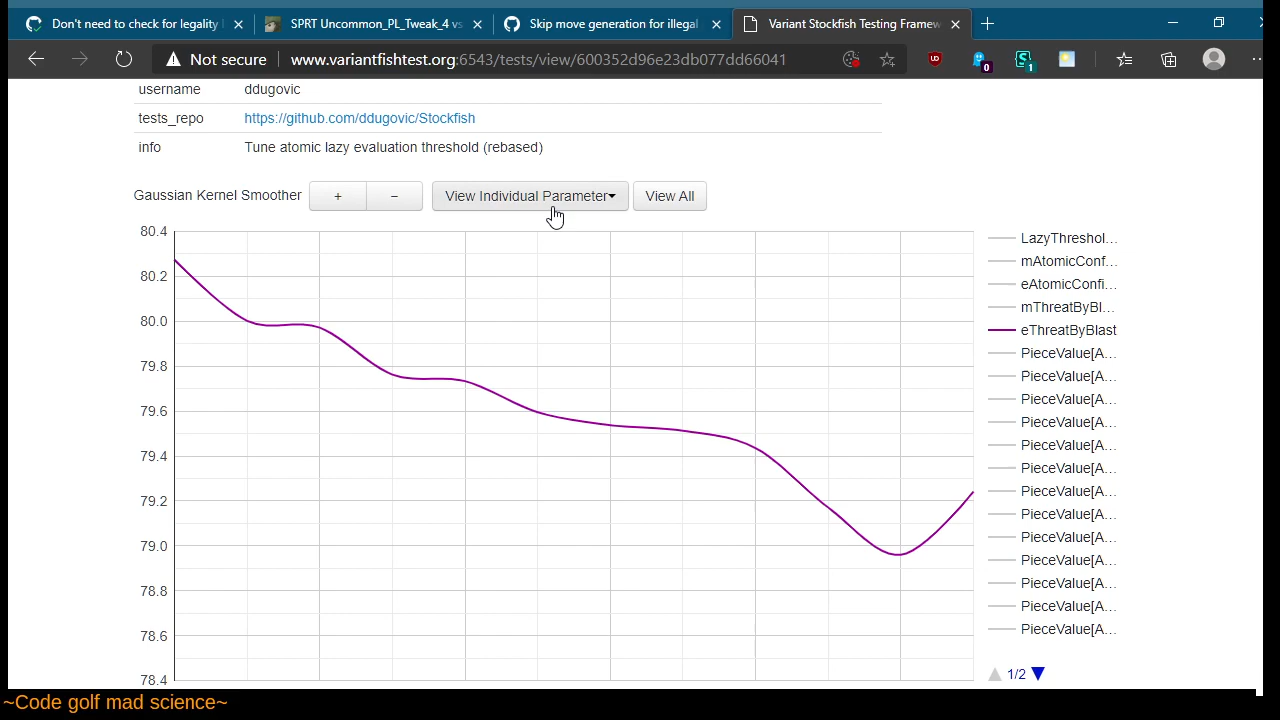 Don't need to check for legality
SPRT Uncommon_PL_Tweak_4 vs
Skip move generation for illegal
Variant Stockfish Testing Framew
Not secure
www.variantfishtest.org:6543/tests/view/600352d96e23db077dd66041
0
1
username ddugovic
tests_repo https://github.com/ddugovic/Stockfish
info Tune atomic lazy evaluation threshold (rebased)
Gaussian Kernel Smoother + − View Individual Parameter View All
80.4
80.2
80.0
79.8
79.6
79.4
79.2
79.0
78.8
78.6
78.4
LazyThreshol...
mAtomicConf...
eAtomicConfi...
mThreatByBl...
eThreatByBlast
PieceValue[A...
PieceValue[A...
PieceValue[A...
PieceValue[A...
PieceValue[A...
PieceValue[A...
PieceValue[A...
PieceValue[A...
PieceValue[A...
PieceValue[A...
PieceValue[A...
PieceValue[A...
PieceValue[A...
1/2
~Code golf mad science~